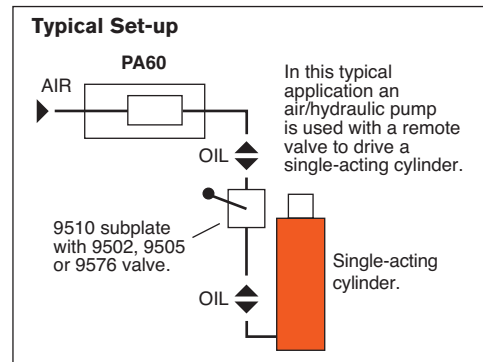 Typical Set-up
PA60
AIR
In this typical
application an
air/hydraulic pump
is used with a remote
valve to drive a
single-acting cylinder.
OIL
9510 subplate
with 9502, 9505
or 9576 valve.
Single-acting
cylinder.
OIL